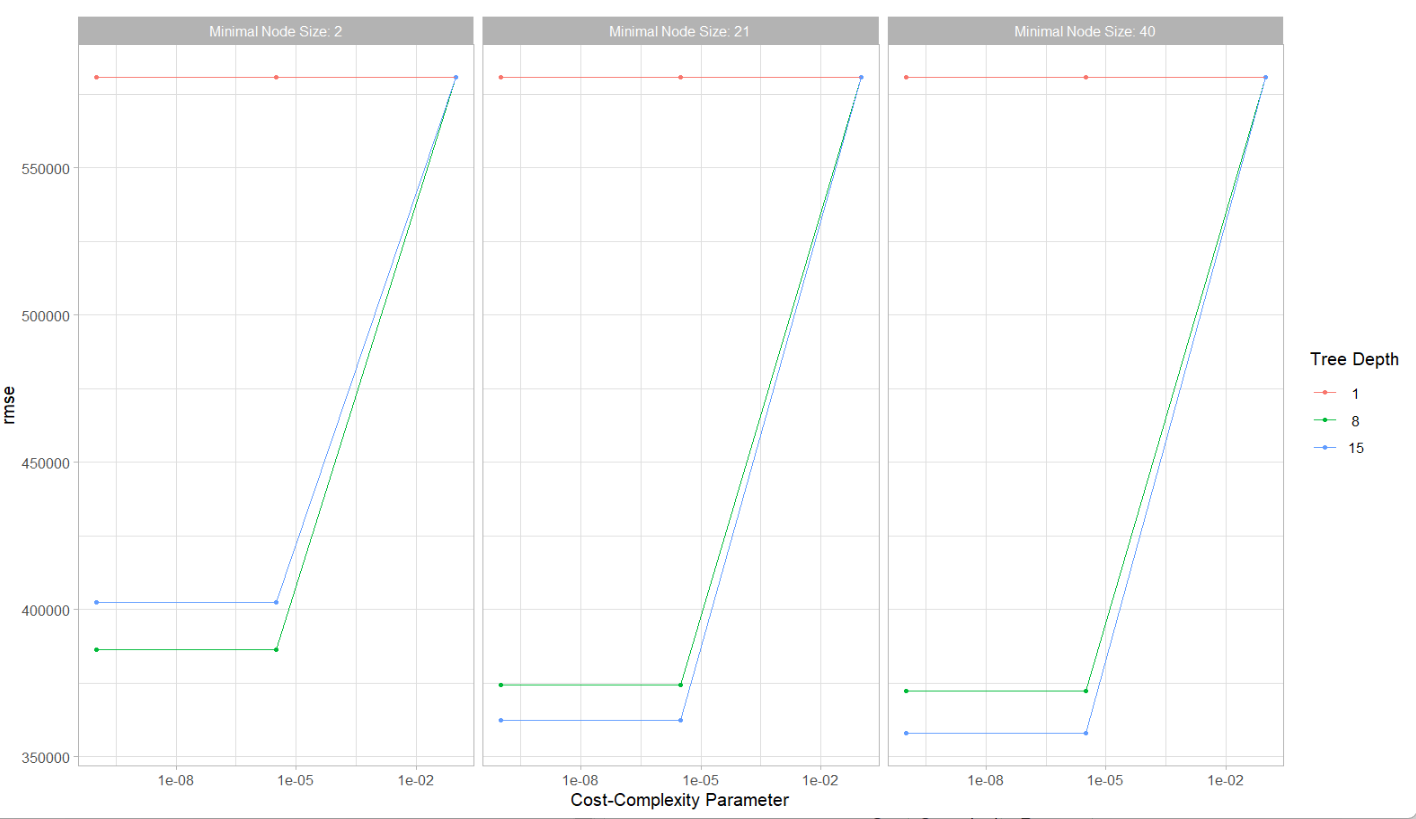 Minimal Node Size: 2
Minimal Node Size: 21
Minimal Node Size: 40
550000
500000
450000
400000
350000
rmse
1e-08
1e-05
1e-02
1e-08
1e-05
1e-02
1e-08
1e-05
1e-02
Cost-Complexity Parameter
Tree Depth
1
8
15